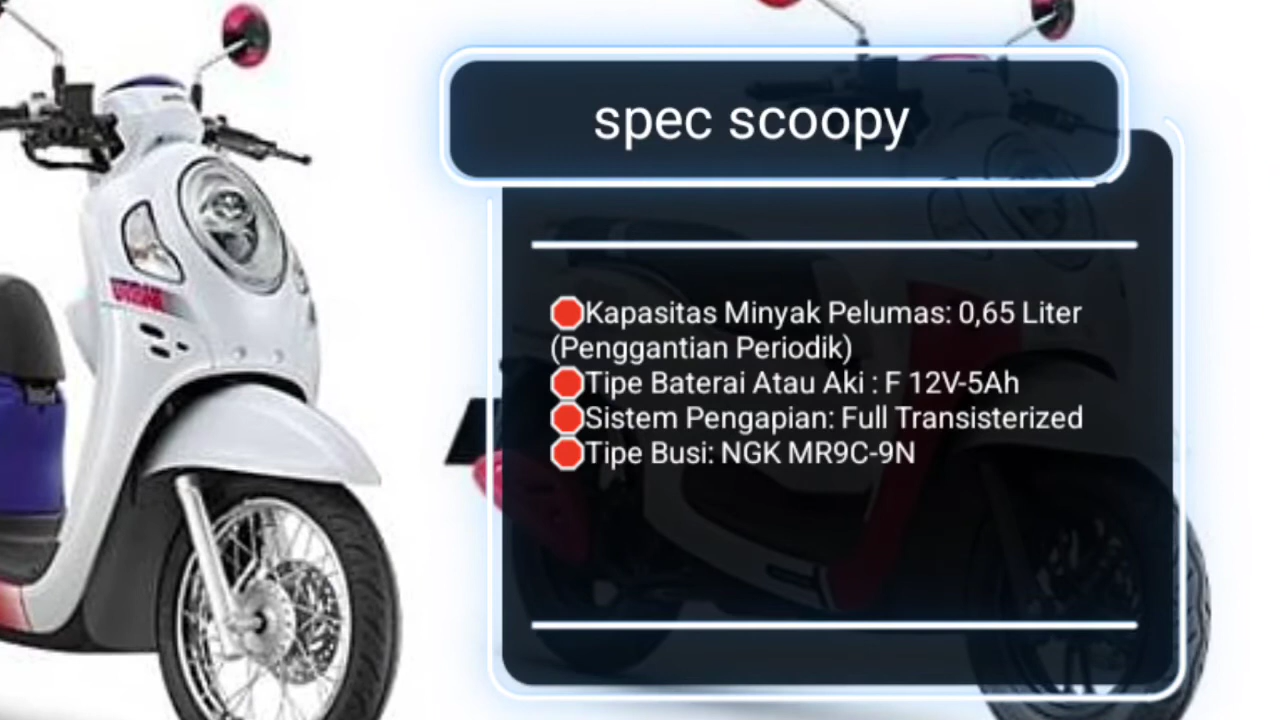 spec scoopy
🛑Kapasitas Minyak Pelumas: 0,65 Liter
(Penggantian Periodik)
🛑Tipe Baterai Atau Aki : F 12V-5Ah
🛑Sistem Pengapian: Full Transisterized
🛑Tipe Busi: NGK MR9C-9N